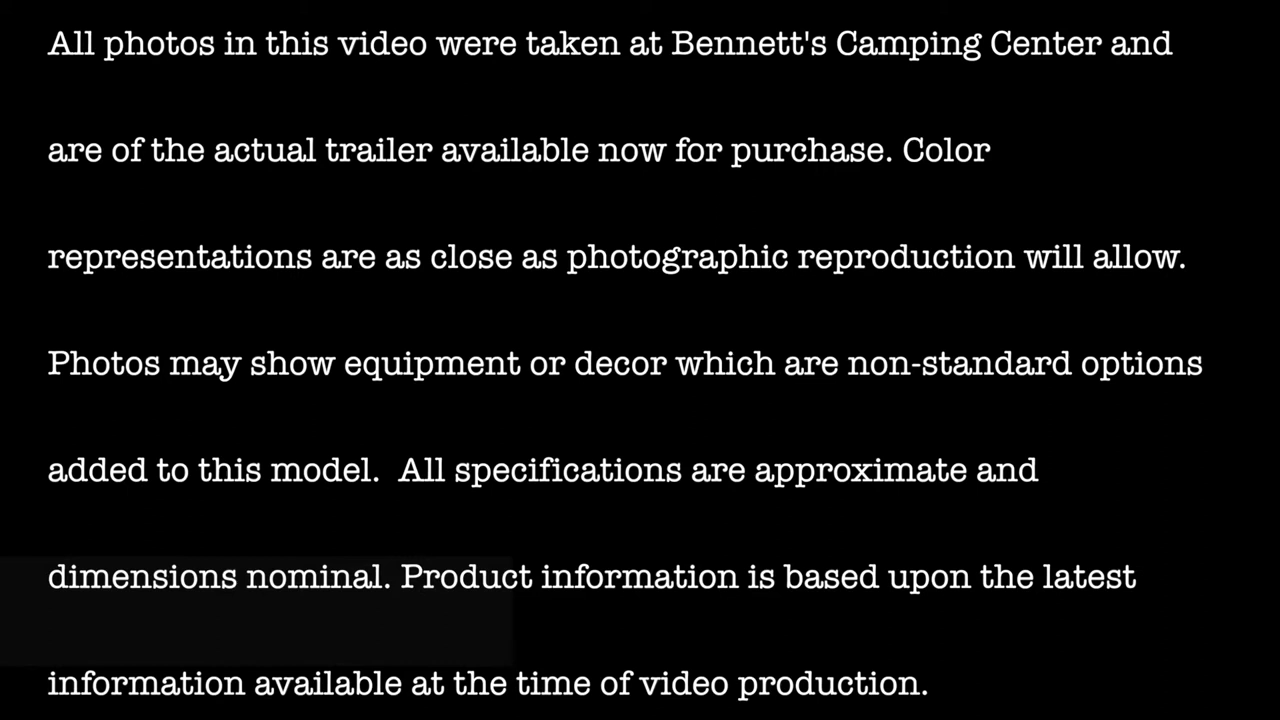 All photos in this video were taken at Bennett's Camping Center and
are of the actual trailer available now for purchase. Color
representations are as close as photographic reproduction will allow.
Photos may show equipment or decor which are non-standard options
added to this model.  All specifications are approximate and
dimensions nominal. Product information is based upon the latest
information available at the time of video production.